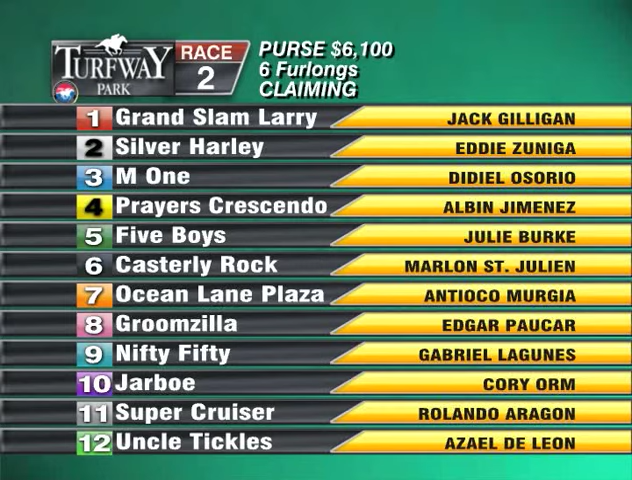 TURFWAY PARK RACE 2
PURSE $6,100
6 Furlongs
CLAIMING
1 Grand Slam Larry JACK GILLIGAN
2 Silver Harley EDDIE ZUNIGA
3 M One DIDIEL OSORIO
4 Prayers Crescendo ALBIN JIMENEZ
5 Five Boys JULIE BURKE
6 Casterly Rock MARLON ST. JULIEN
7 Ocean Lane Plaza ANTIOCO MURGIA
8 Groomzilla EDGAR PAUCAR
9 Nifty Fifty GABRIEL LAGUNES
10 Jarboe CORY ORM
11 Super Cruiser ROLANDO ARAGON
12 Uncle Tickles AZAEL DE LEON